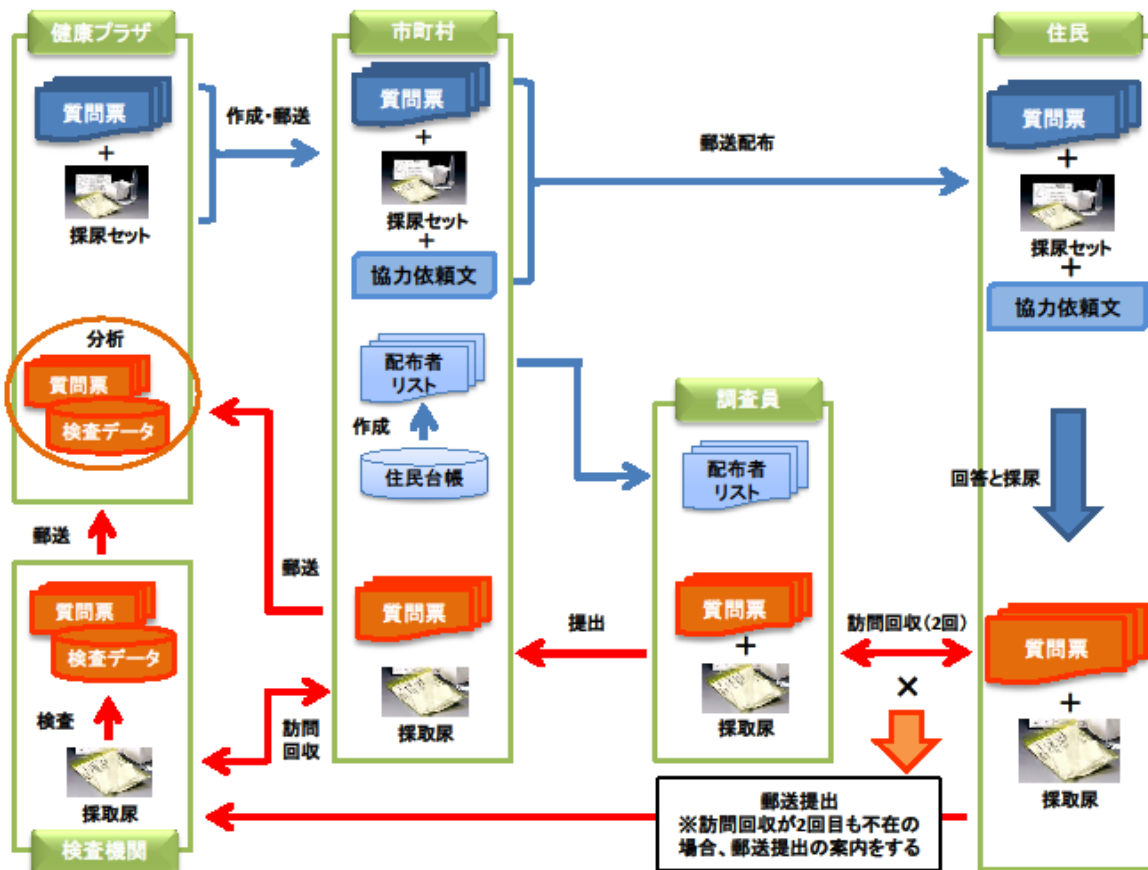 健康プラザ
質問票
+
採尿セット
作成・郵送
分析
質問票
検査データ
郵送
質問票
検査データ
検査
採取尿
検査機関
市町村
質問票
+
採尿セット
+
協力依頼文
配布者
リスト
作成
住民台帳
郵送
質問票
採取尿
訪問
回収
郵送配布
調査員
配布者
リスト
提出
質問票
+
採取尿
訪問回収(2回)
×
郵送提出
※訪問回収が2回目も不在の
場合、郵送提出の案内をする
住民
質問票
+
採尿セット
+
協力依頼文
回答と採尿
質問票
+
採取尿